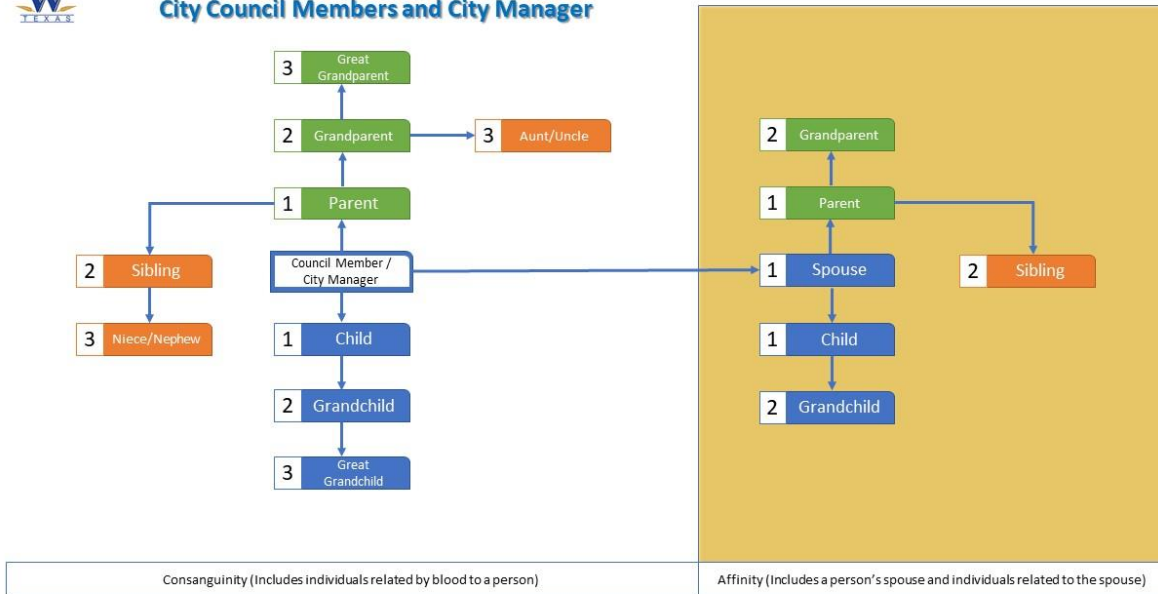 TEXAS
City Council Members and City Manager
3 Great
Grandparent
2 Grandparent
3 Aunt/Uncle
1 Parent
2 Sibling
Council Member /
City Manager
3 Niece/Nephew
1 Child
2 Grandchild
3 Great
Grandchild
2 Grandparent
1 Parent
1 Spouse
2 Sibling
1 Child
2 Grandchild
Consanguinity (Includes individuals related by blood to a person)
Affinity (Includes a person's spouse and individuals related to the spouse)